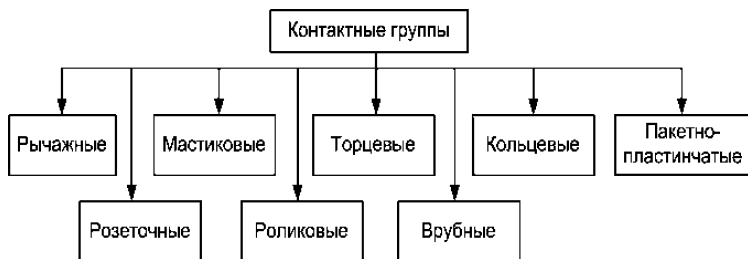 Контактные группы
Рычажные
Мастиковые
Торцевые
Кольцевые
Пакетно-
пластинчатые
Розеточные
Роликовые
Врубные